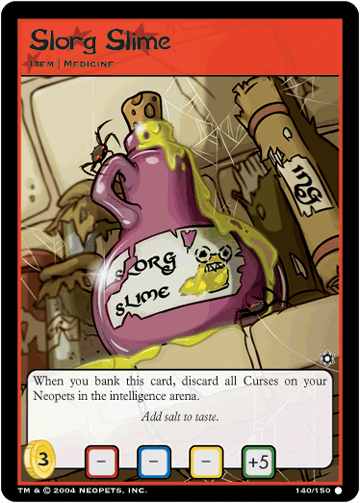 Slorg Slime
Item | Medicine
ING
SLORG
SLIME
When you bank this card, discard all Curses on your
Neopets in the intelligence arena.
Add salt to taste.
3
–
–
–
+5
TM & © 2004 NEOPETS, INC.
140/150